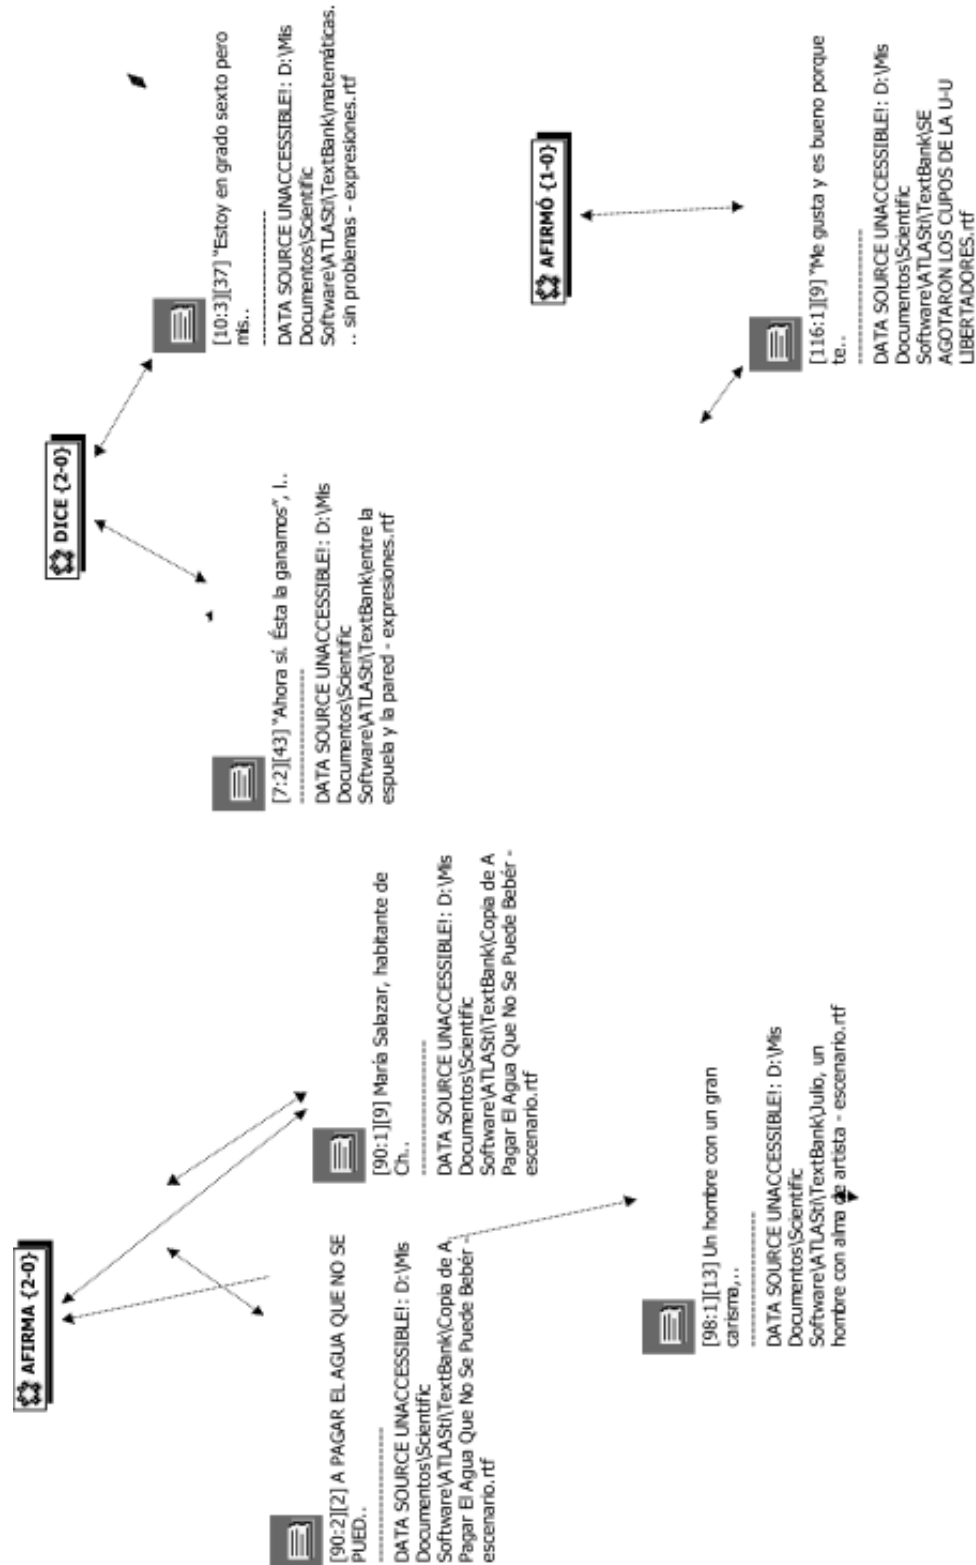 AFIRMA {2-0}
[90:2][2] A PAGAR EL AGUA QUE NO SE
PUED..
DATA SOURCE UNACCESSIBLE!: D:\Mis
Documentos\Scientific
Software\ATLASti\TextBank\Copia de A
Pagar El Agua Que No Se Puede Bebér -
escenario.rtf
[90:1][9] María Salazar, habitante de
Ch..
DATA SOURCE UNACCESSIBLE!: D:\Mis
Documentos\Scientific
Software\ATLASti\TextBank\Copia de A
Pagar El Agua Que No Se Puede Bebér -
escenario.rtf
[98:1][13] Un hombre con un gran
carisma,..
DATA SOURCE UNACCESSIBLE!: D:\Mis
Documentos\Scientific
Software\ATLASti\TextBank\Julio, un
hombre con alma de artista - escenario.rtf
DICE {2-0}
[7:2][43] “Ahora sí. Ésta la ganamos”, l..
DATA SOURCE UNACCESSIBLE!: D:\Mis
Documentos\Scientific
Software\ATLASti\TextBank\entre la
espuela y la pared - expresiones.rtf
[10:3][37] “Estoy en grado sexto pero
mis..
DATA SOURCE UNACCESSIBLE!: D:\Mis
Documentos\Scientific
Software\ATLASti\TextBank\matemáticas.
.. sin problemas - expresiones.rtf
AFIRMÓ {1-0}
[116:1][9] “Me gusta y es bueno porque
te..
DATA SOURCE UNACCESSIBLE!: D:\Mis
Documentos\Scientific
Software\ATLASti\TextBank\SE
AGOTARON LOS CUPOS DE LA U-U
LIBERTADORES.rtf